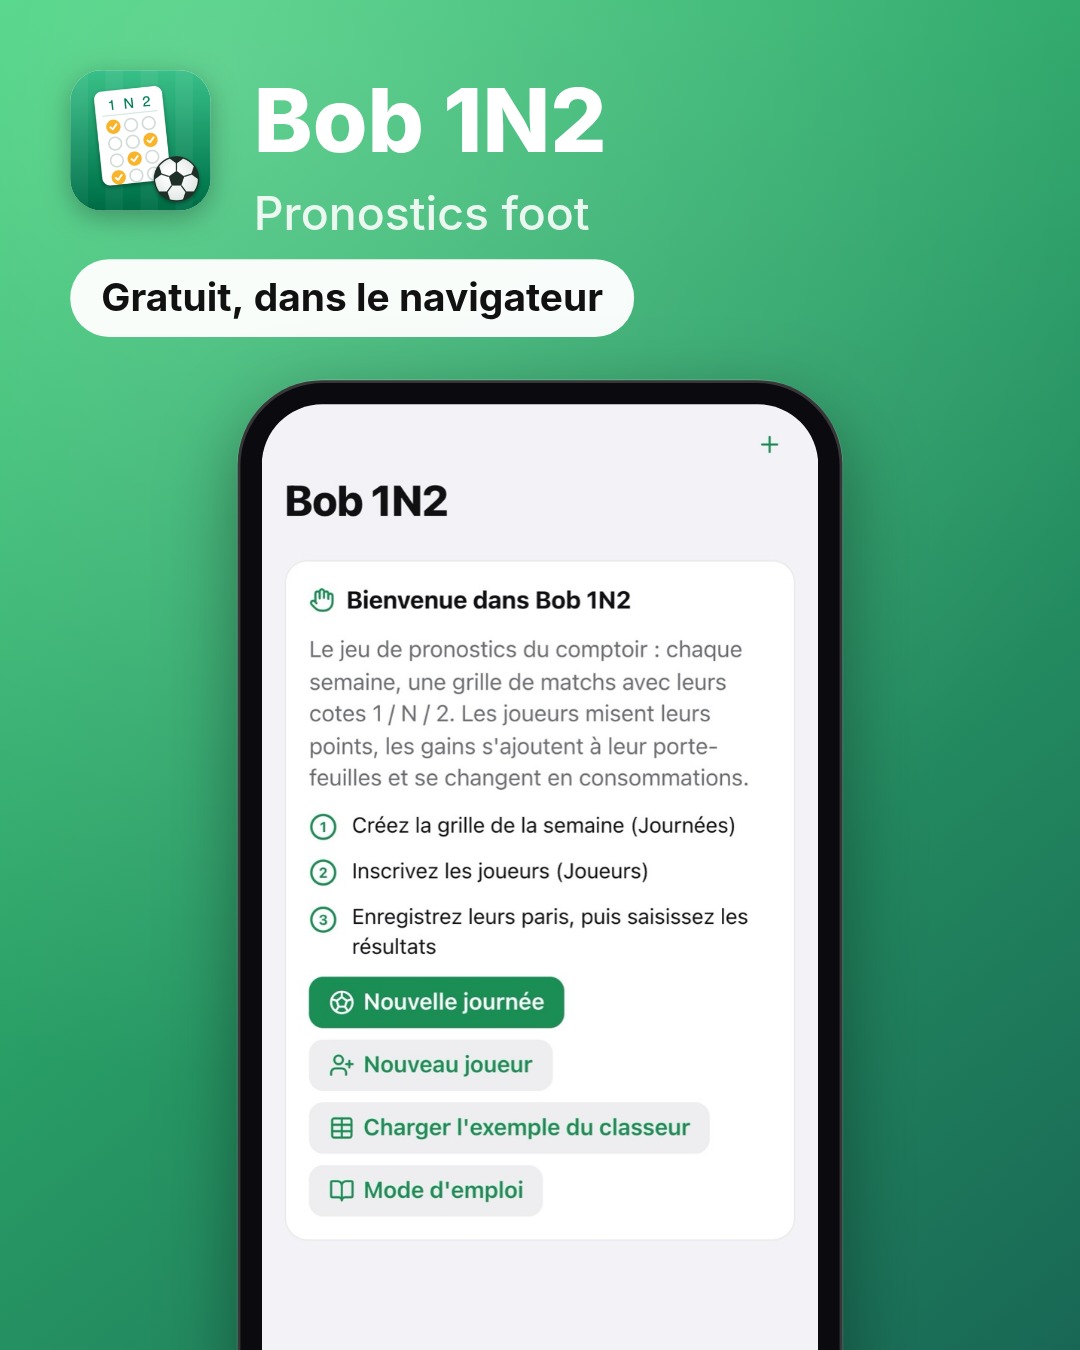 1 N 2
Bob 1N2
Pronostics foot
Gratuit, dans le navigateur
+
Bob 1N2
Bienvenue dans Bob 1N2
Le jeu de pronostics du comptoir : chaque
semaine, une grille de matchs avec leurs
cotes 1 / N / 2. Les joueurs misent leurs
points, les gains s'ajoutent à leur porte-
feuilles et se changent en consommations.
1 Créez la grille de la semaine (Journées)
2 Inscrivez les joueurs (Joueurs)
3 Enregistrez leurs paris, puis saisissez les
résultats
Nouvelle journée
Nouveau joueur
Charger l'exemple du classeur
Mode d'emploi